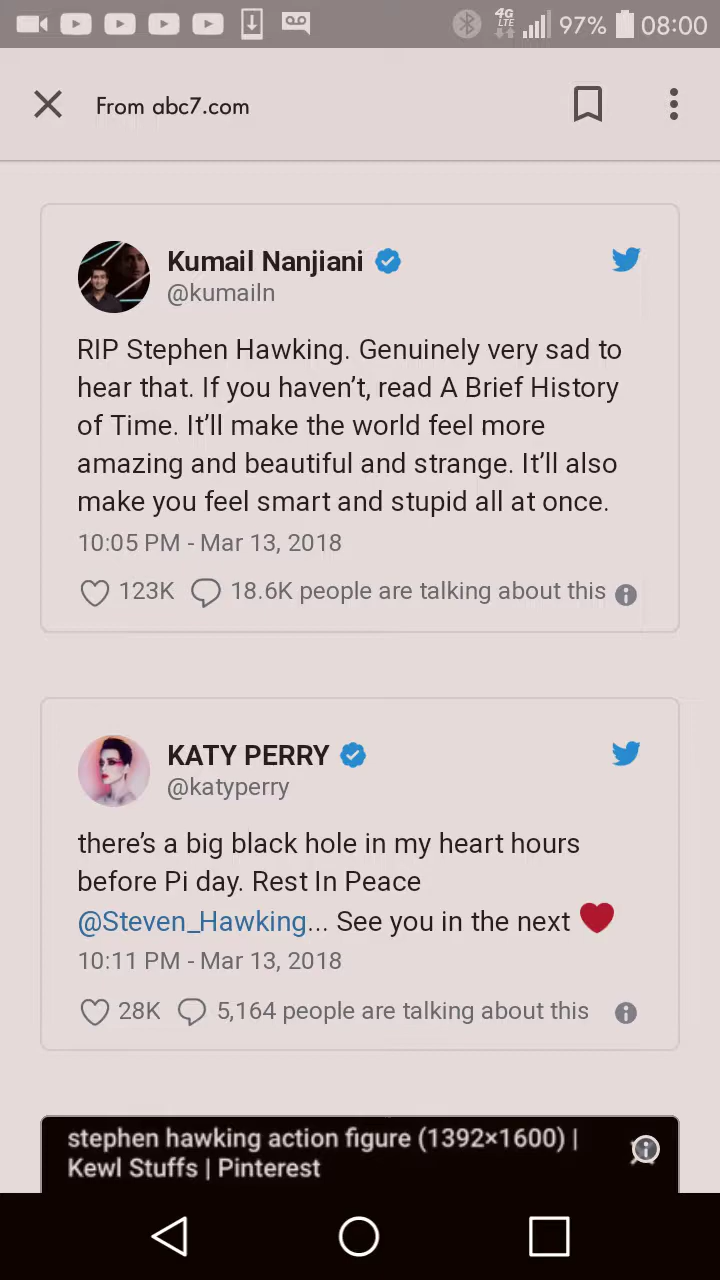 4G
LTE
97%
08:00
From abc7.com
Kumail Nanjiani
@kumailn
RIP Stephen Hawking. Genuinely very sad to
hear that. If you haven’t, read A Brief History
of Time. It’ll make the world feel more
amazing and beautiful and strange. It’ll also
make you feel smart and stupid all at once.
10:05 PM - Mar 13, 2018
123K 18.6K people are talking about this
KATY PERRY
@katyperry
there’s a big black hole in my heart hours
before Pi day. Rest In Peace
@Steven_Hawking... See you in the next ❤
10:11 PM - Mar 13, 2018
28K 5,164 people are talking about this
stephen hawking action figure (1392×1600) |
Kewl Stuffs | Pinterest